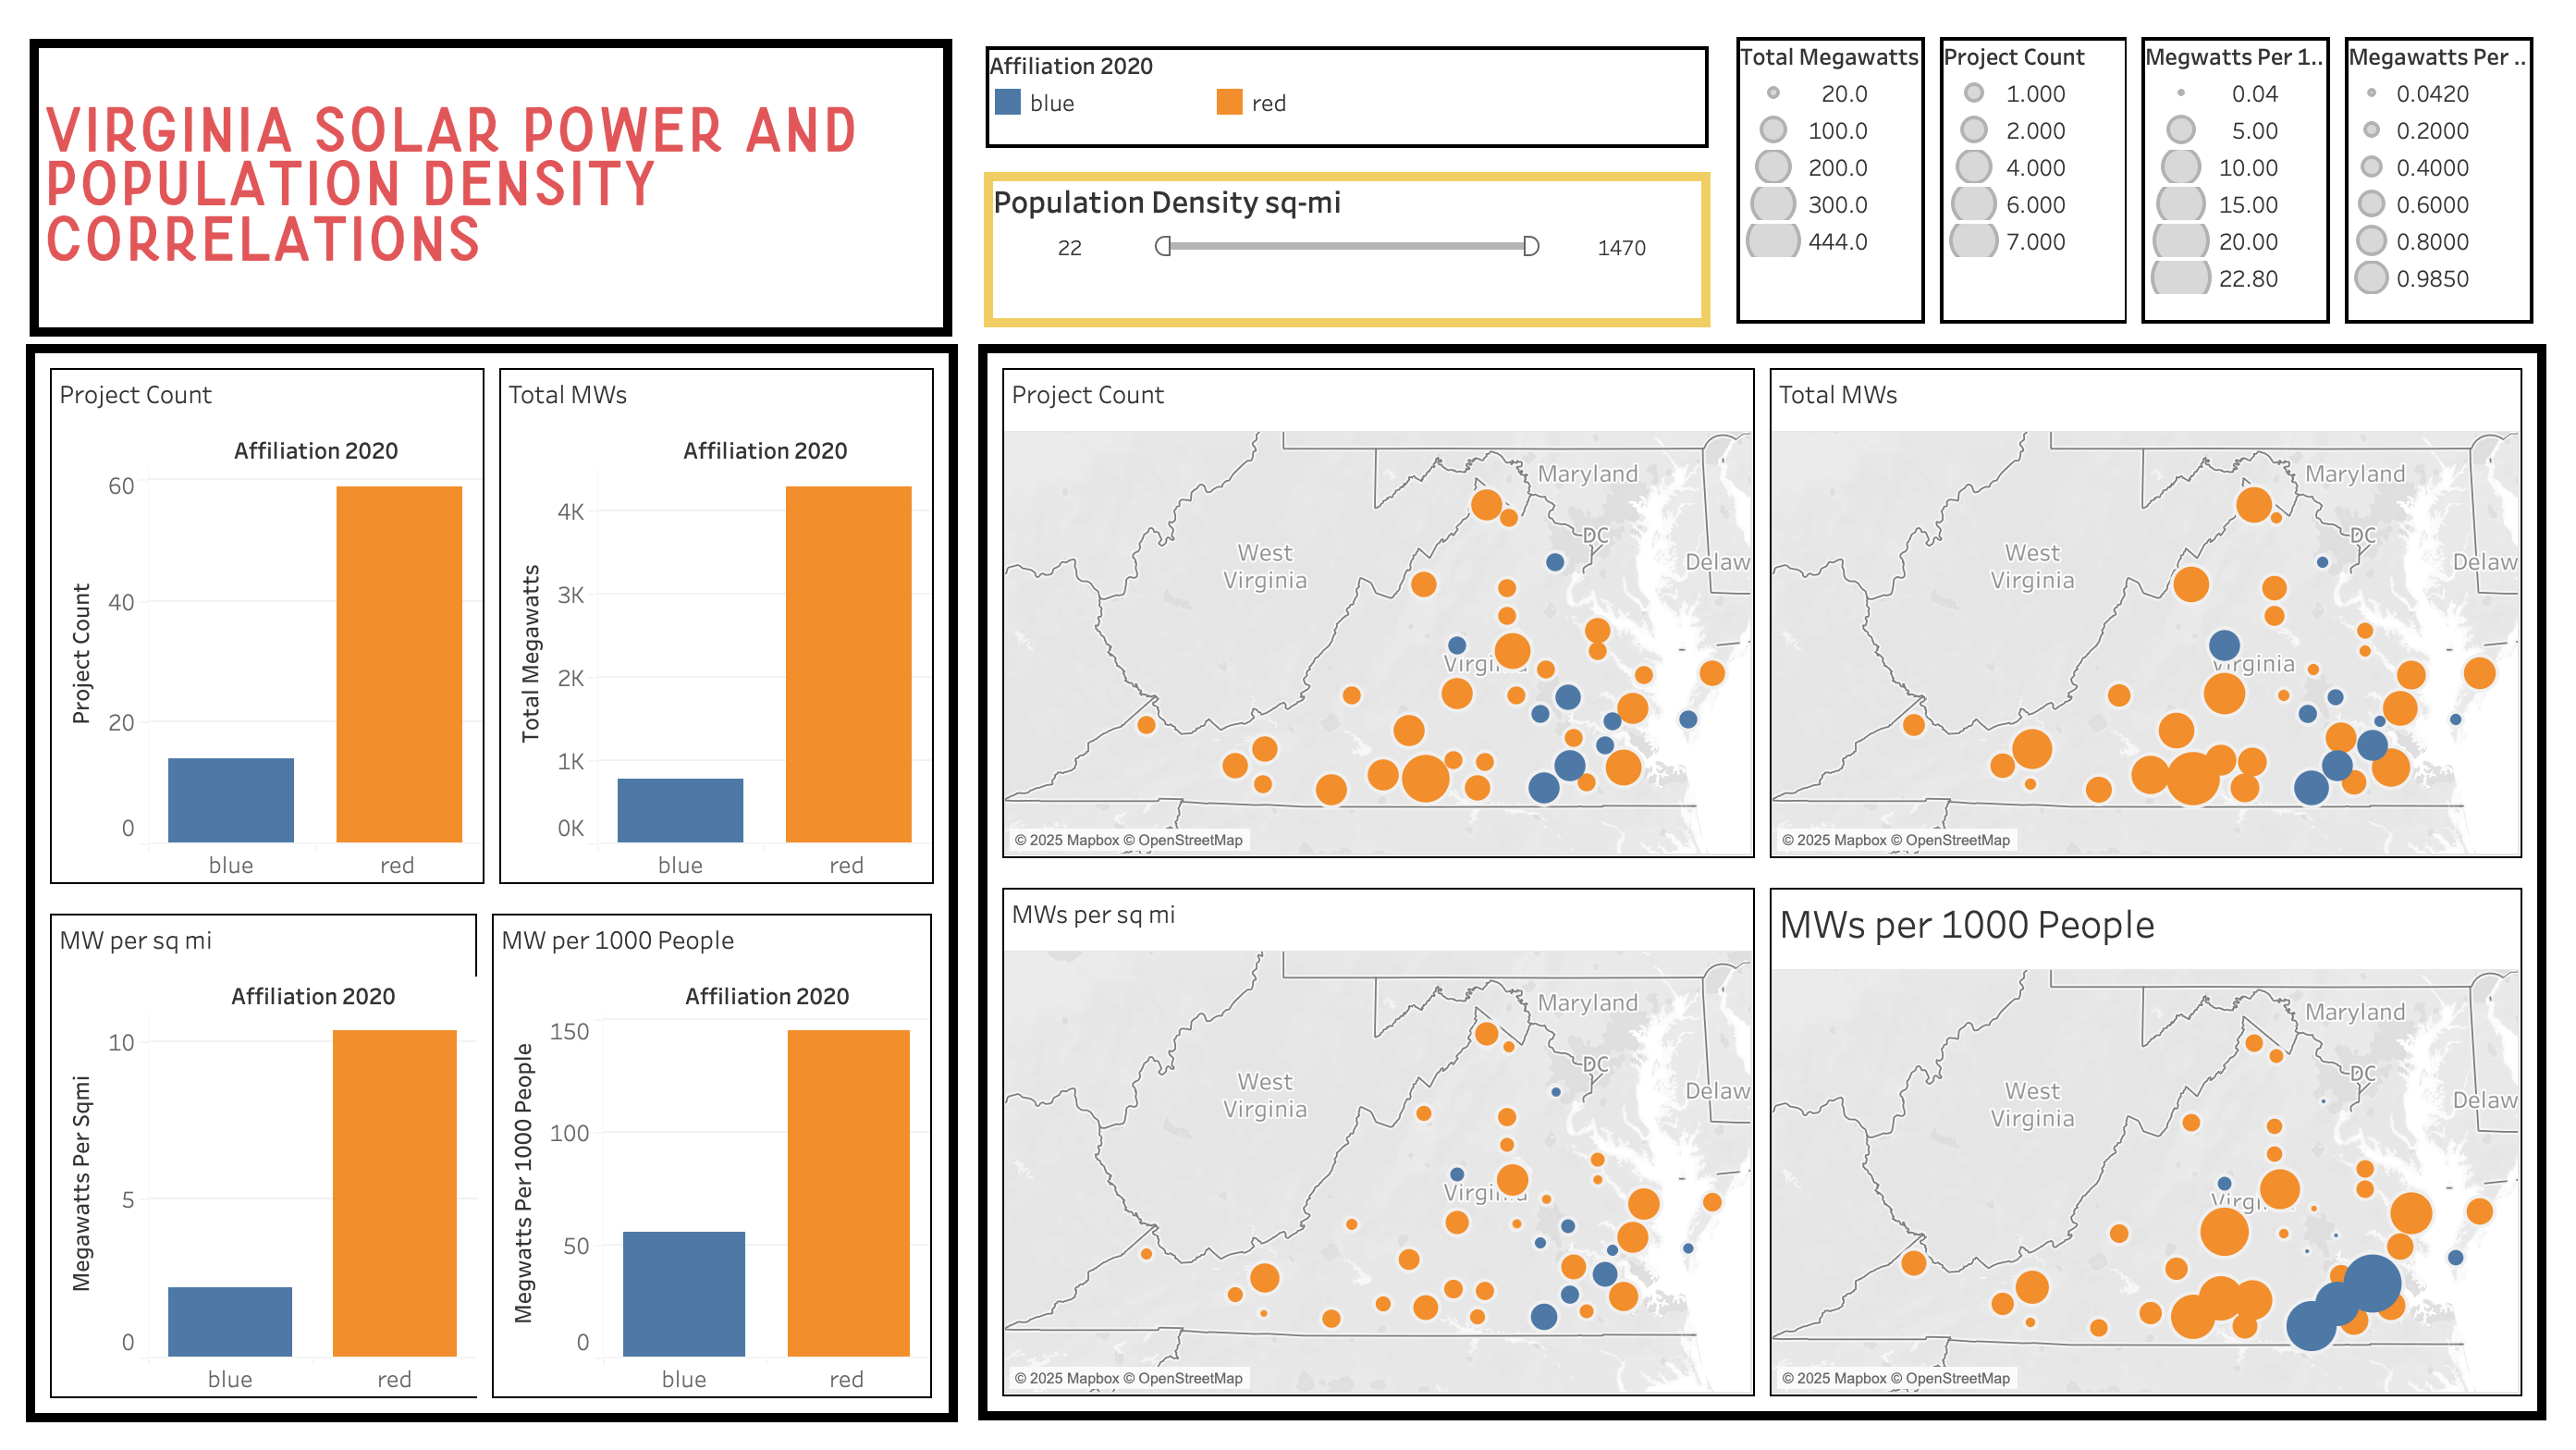 VIRGINIA SOLAR POWER AND
POPULATION DENSITY
CORRELATIONS
Affiliation 2020
blue
red
Population Density sq-mi
22
1470
Total Megawatts
20.0
100.0
200.0
300.0
444.0
Project Count
1.000
2.000
4.000
6.000
7.000
Megwatts Per 1..
0.04
5.00
10.00
15.00
20.00
22.80
Megawatts Per ..
0.0420
0.2000
0.4000
0.6000
0.8000
0.9850
Project Count
Affiliation 2020
Project Count
60
40
20
0
blue
red
Total MWs
Affiliation 2020
Total Megawatts
4K
3K
2K
1K
0K
blue
red
MW per sq mi
Affiliation 2020
Megawatts Per Sqmi
10
5
0
blue
red
MW per 1000 People
Affiliation 2020
Megwatts Per 1000 People
150
100
50
0
blue
red
Project Count
Maryland
DC
West
Virginia
Delaw
© 2025 Mapbox © OpenStreetMap
Total MWs
Maryland
DC
West
Virginia
Delaw
Virginia
© 2025 Mapbox © OpenStreetMap
MWs per sq mi
Maryland
DC
West
Virginia
Delaw
© 2025 Mapbox © OpenStreetMap
MWs per 1000 People
Maryland
DC
West
Virginia
Delaw
© 2025 Mapbox © OpenStreetMap